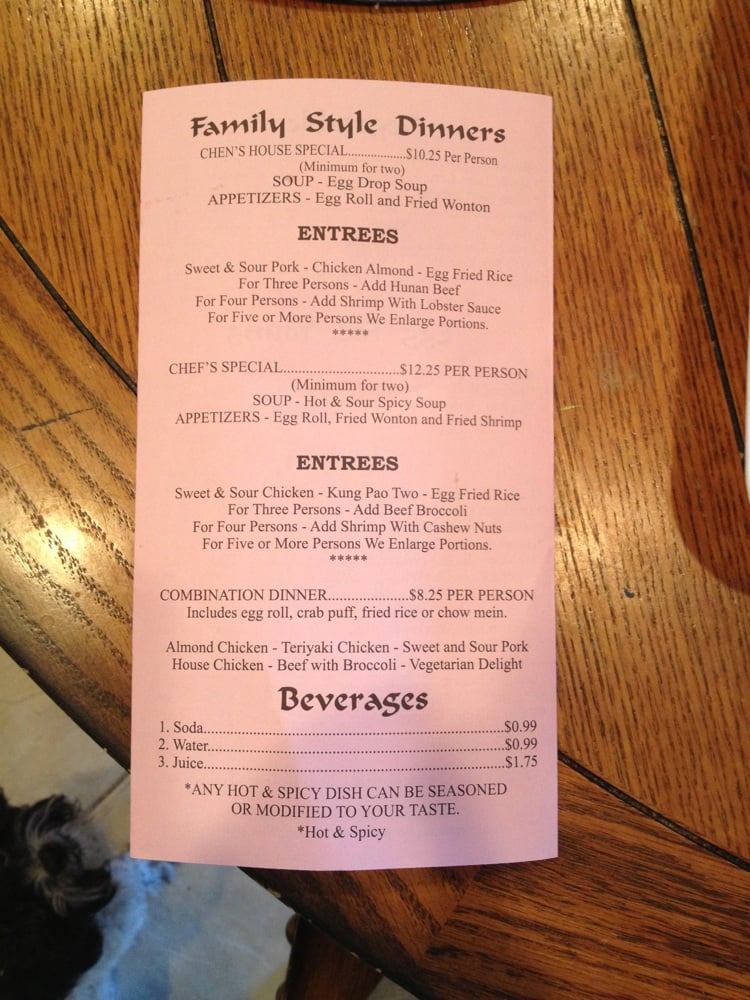 Family Style Dinners
CHEN'S HOUSE SPECIAL..................$10.25 Per Person
(Minimum for two)
SOUP - Egg Drop Soup
APPETIZERS - Egg Roll and Fried Wonton
ENTREES
Sweet & Sour Pork - Chicken Almond - Egg Fried Rice
For Three Persons - Add Hunan Beef
For Four Persons - Add Shrimp With Lobster Sauce
For Five or More Persons We Enlarge Portions.
*****
CHEF'S SPECIAL..............................$12.25 PER PERSON
(Minimum for two)
SOUP - Hot & Sour Spicy Soup
APPETIZERS - Egg Roll, Fried Wonton and Fried Shrimp
ENTREES
Sweet & Sour Chicken - Kung Pao Two - Egg Fried Rice
For Three Persons - Add Beef Broccoli
For Four Persons - Add Shrimp With Cashew Nuts
For Five or More Persons We Enlarge Portions.
*****
COMBINATION DINNER.....................$8.25 PER PERSON
Includes egg roll, crab puff, fried rice or chow mein.
Almond Chicken - Teriyaki Chicken - Sweet and Sour Pork
House Chicken - Beef with Broccoli - Vegetarian Delight
Beverages
1. Soda..............................................................................$0.99
2. Water............................................................................$0.99
3. Juice..............................................................................$1.75
*ANY HOT & SPICY DISH CAN BE SEASONED
OR MODIFIED TO YOUR TASTE.
*Hot & Spicy